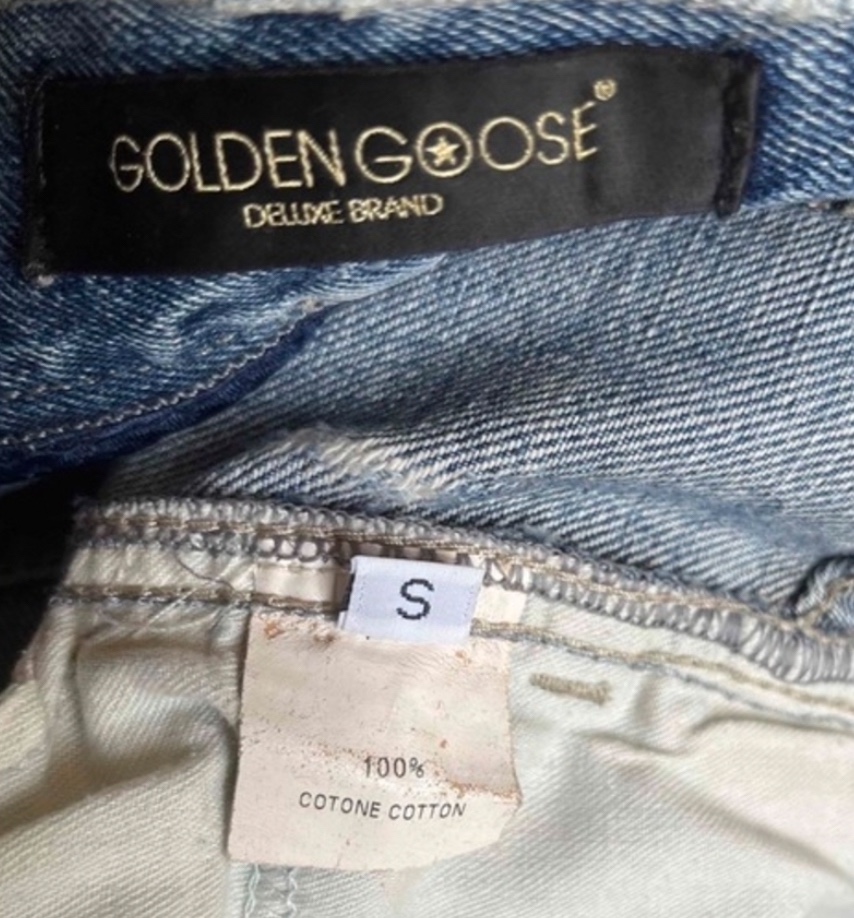 GOLDEN GOOSE®
DELUXE BRAND
S
100%
COTONE COTTON